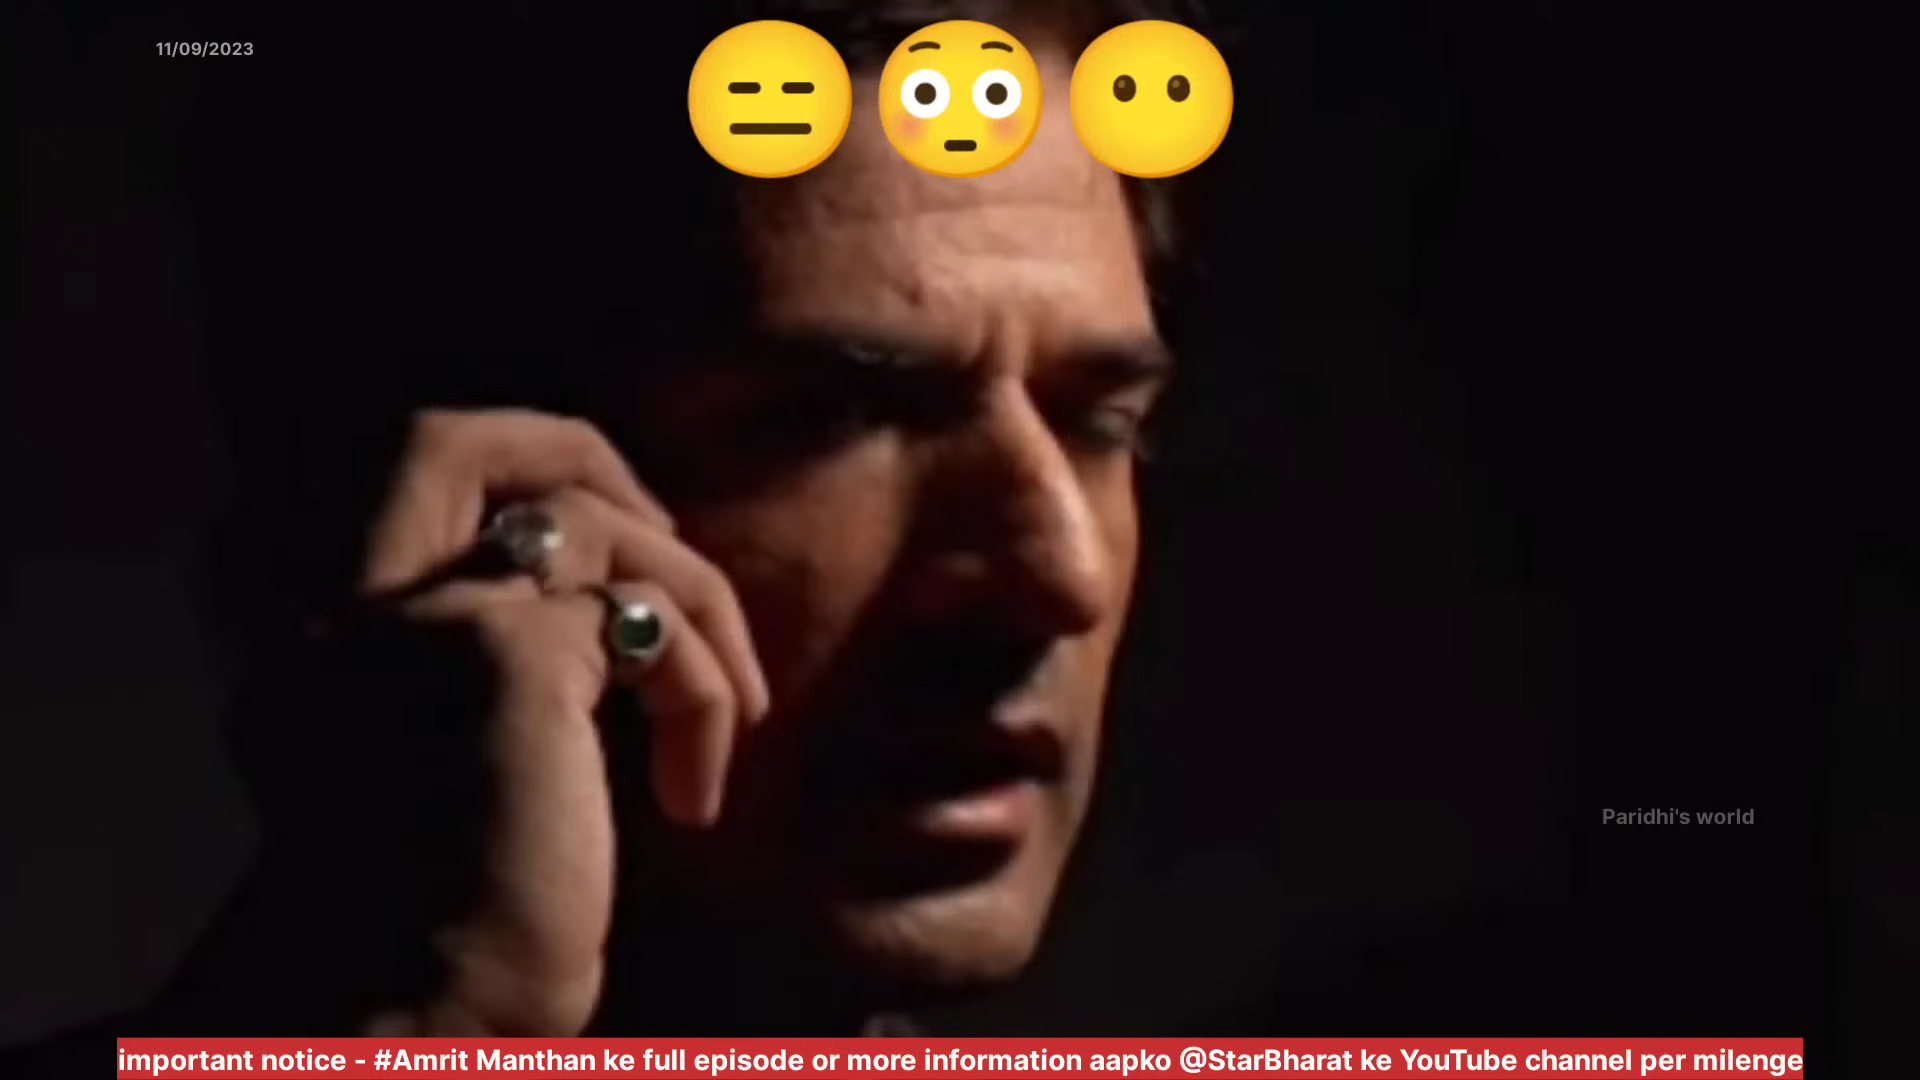 11/09/2023
Paridhi's world
important notice - #Amrit Manthan ke full episode or more information aapko @StarBharat ke YouTube channel per milenge